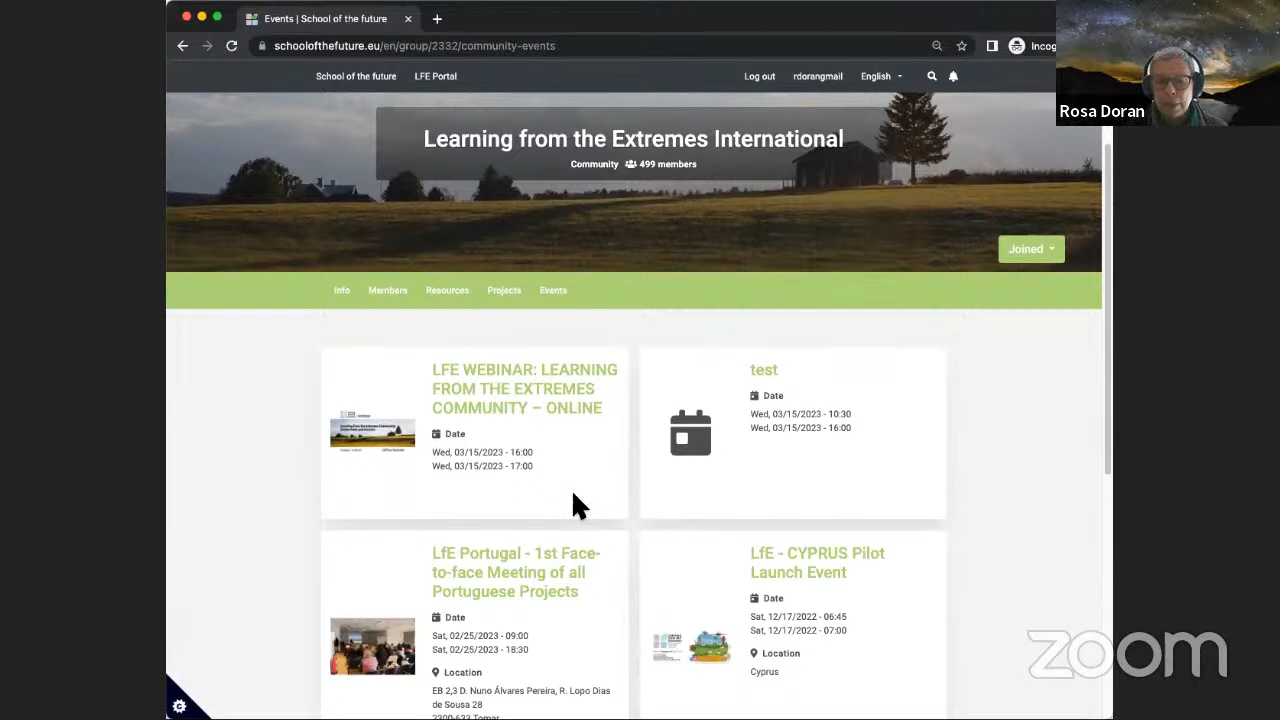 Events | School of the future
schoolofthefuture.eu/en/group/2332/community-events
Incog
School of the future
LFE Portal
Log out
rdorangmail
English
Rosa Doran
Learning from the Extremes International
Community 499 members
Joined
Info
Members
Resources
Projects
Events
LFE WEBINAR: LEARNING
FROM THE EXTREMES
COMMUNITY – ONLINE
Date
Wed, 03/15/2023 - 16:00
Wed, 03/15/2023 - 17:00
test
Date
Wed, 03/15/2023 - 10:30
Wed, 03/15/2023 - 16:00
LfE Portugal - 1st Face-
to-face Meeting of all
Portuguese Projects
Date
Sat, 02/25/2023 - 09:00
Sat, 02/25/2023 - 18:30
Location
EB 2,3 D. Nuno Álvares Pereira, R. Lopo Dias
de Sousa 28
2300-633 Tomar
LfE - CYPRUS Pilot
Launch Event
Date
Sat, 12/17/2022 - 06:45
Sat, 12/17/2022 - 07:00
Location
Cyprus
zoom